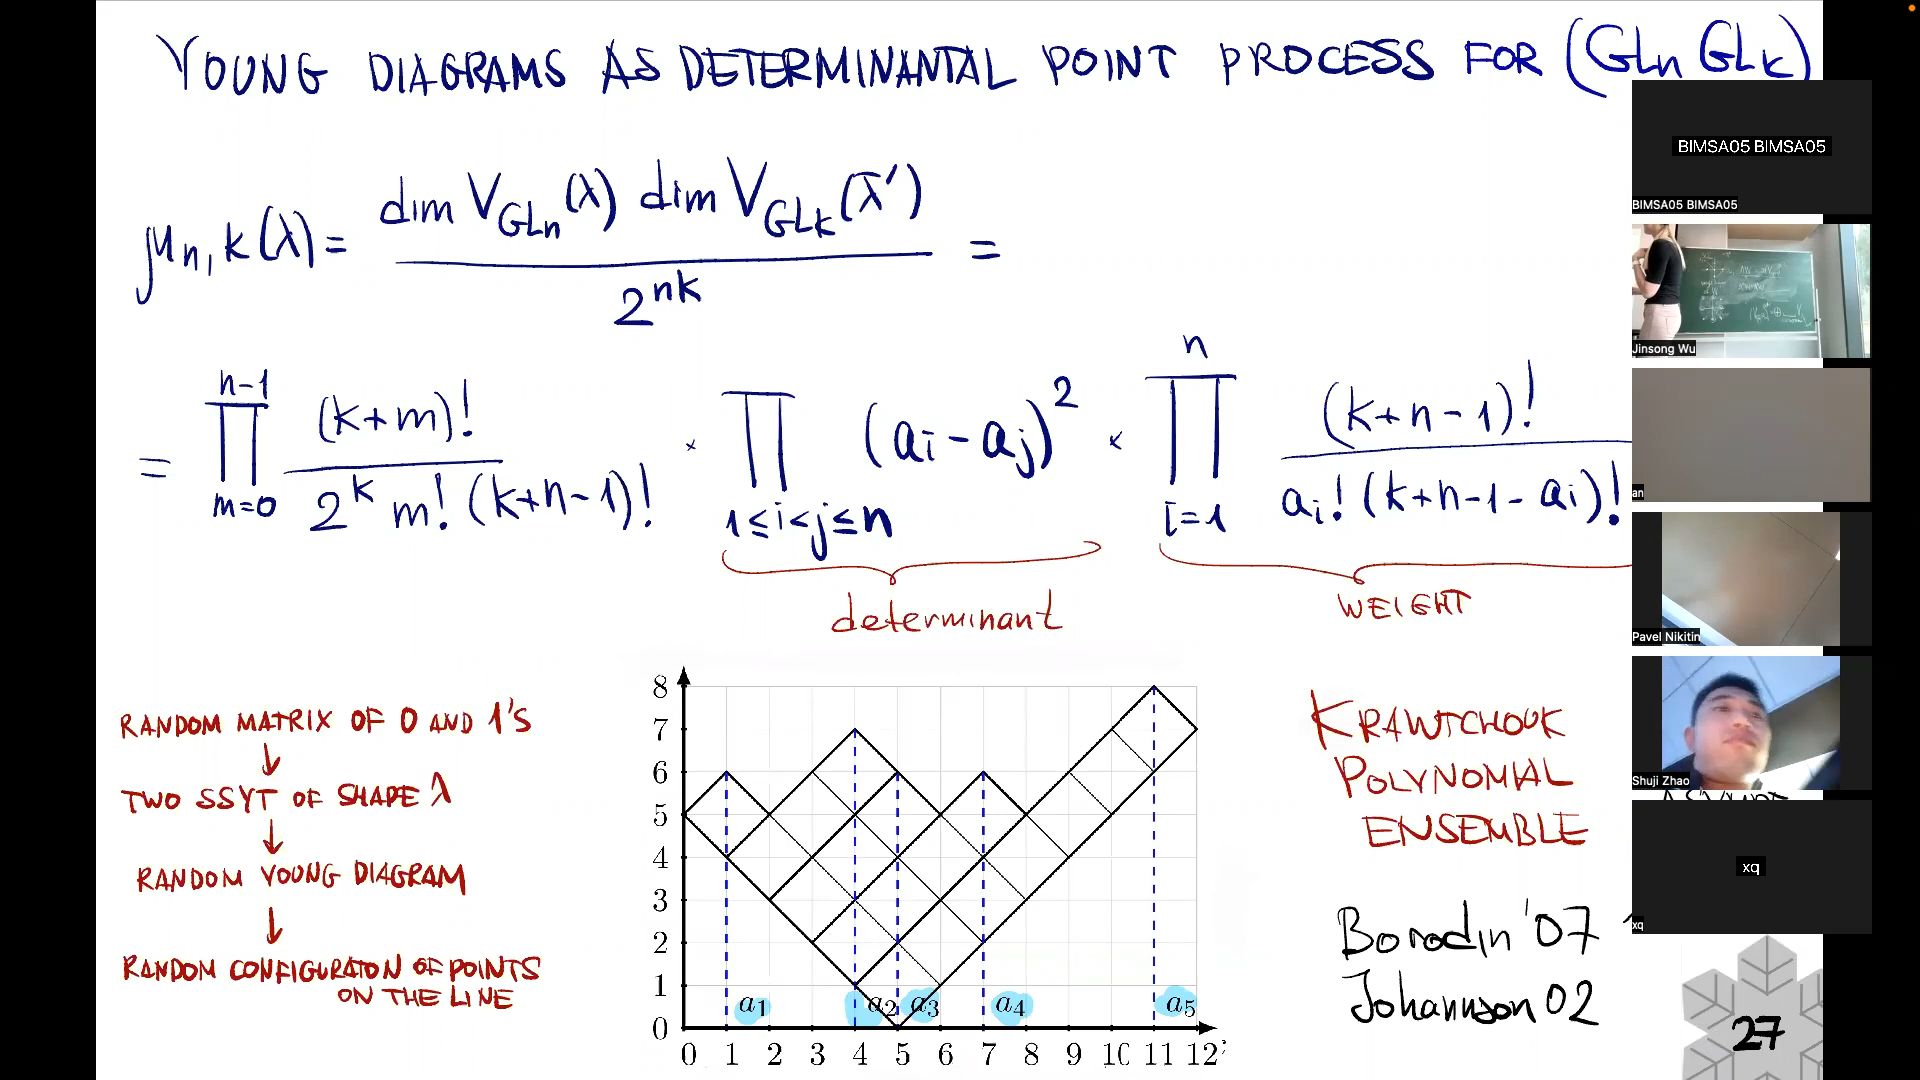 YOUNG DIAGRAMS AS DETERMINANTAL POINT PROCESS FOR (GLn GLk)
μn,k(λ) = dim V_GLn(λ) dim V_GLk(λ̄') / 2^nk =
= ∏_{m=0}^{n-1} (k+m)! / 2^k m! (k+n-1)! × ∏_{1≤i<j≤n} (ai - aj)^2 × ∏_{i=1}^{n} (k+n-1)! / ai! (k+n-1-ai)!
determinant
WEIGHT
RANDOM MATRIX OF 0 AND 1'S
↓
TWO SSYT OF SHAPE λ
↓
RANDOM YOUNG DIAGRAM
↓
RANDOM CONFIGURATON OF POINTS
ON THE LINE
8
7
6
5
4
3
2
1
0
a1 a2 a3 a4 a5
0 1 2 3 4 5 6 7 8 9 10 11 12
KRAWTCHOUK
POLYNOMIAL
ENSEMBLE
Borodin '07
Johannson 02
27
BIMSA05 BIMSA05
BIMSA05 BIMSA05
Jinsong Wu
an
Pavel Nikitin
Shuji Zhao
xq
xq